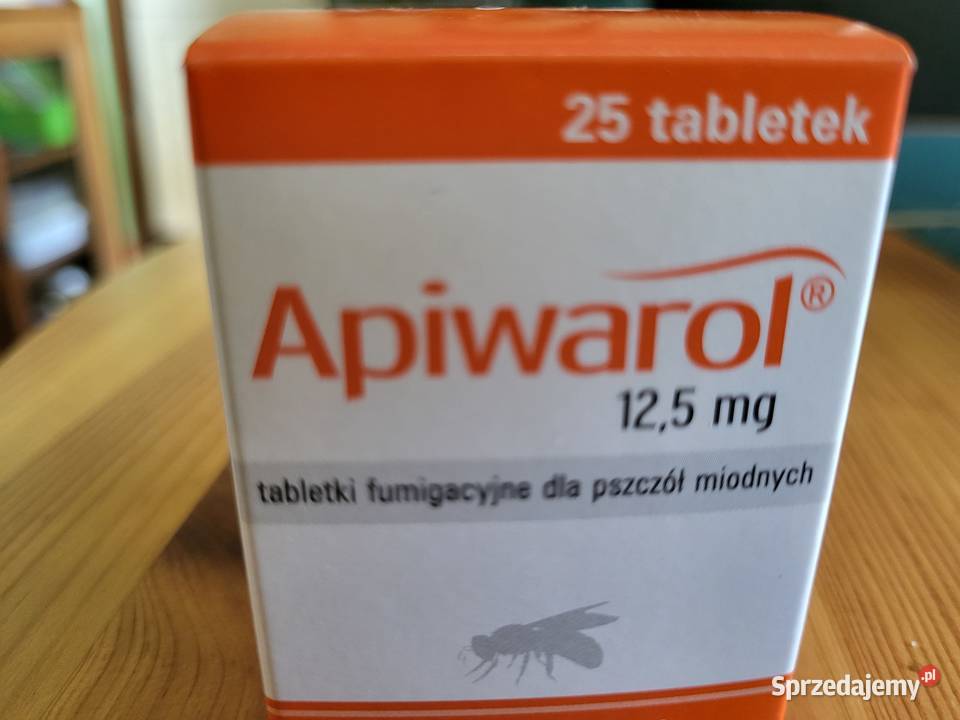 25 tabletek
Apiwarol®
12,5 mg
tabletki fumigacyjne dla pszczół miodnych
Sprzedajemy.pl